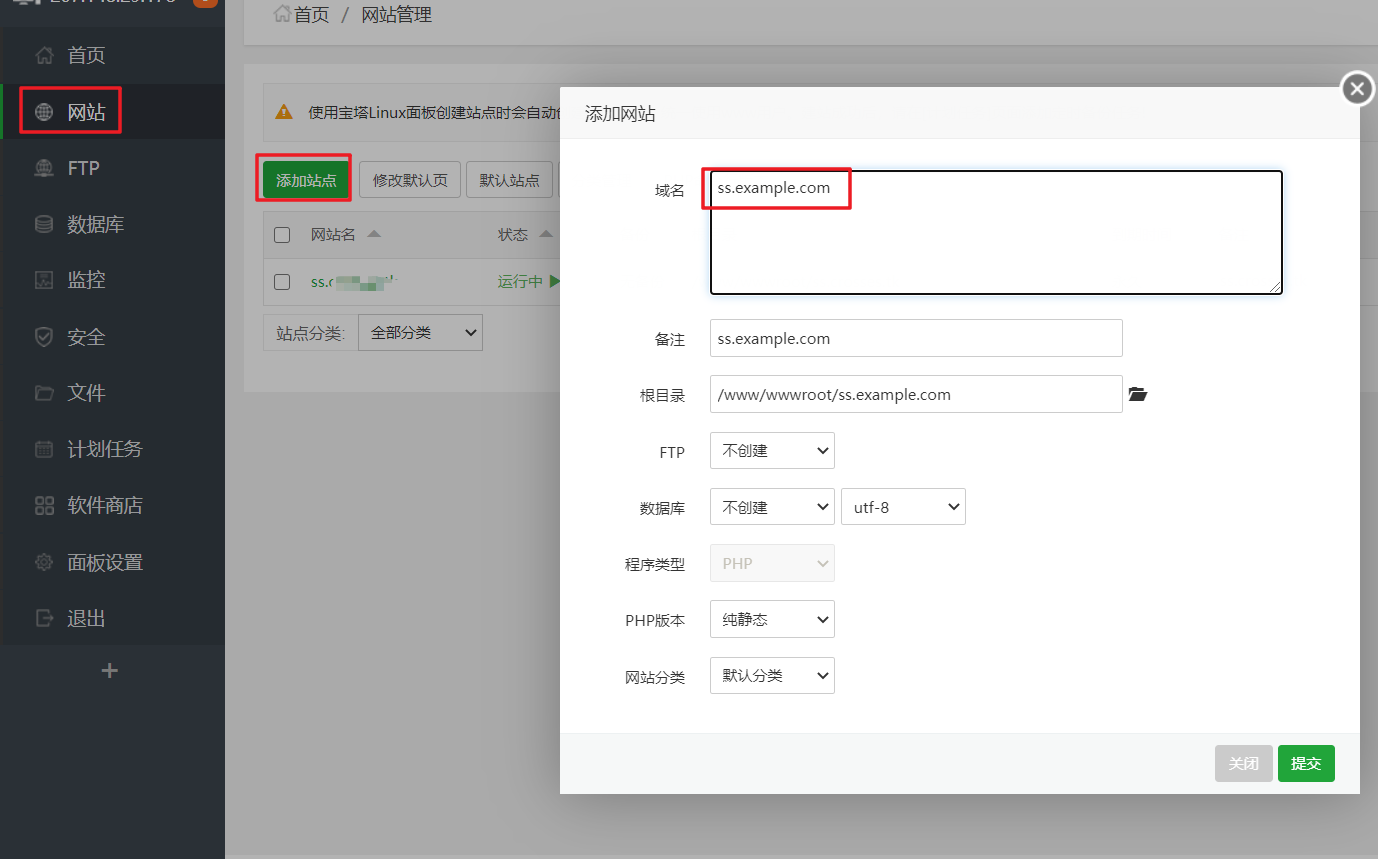 首页 / 网站管理
首页
网站
FTP
数据库
监控
安全
文件
计划任务
软件商店
面板设置
退出
使用宝塔Linux面板创建站点时会自动
添加站点 修改默认页 默认站点
网站名 状态
运行中
站点分类: 全部分类
添加网站
域名 ss.example.com
备注 ss.example.com
根目录 /www/wwwroot/ss.example.com
FTP 不创建
数据库 不创建 utf-8
程序类型 PHP
PHP版本 纯静态
网站分类 默认分类
关闭 提交